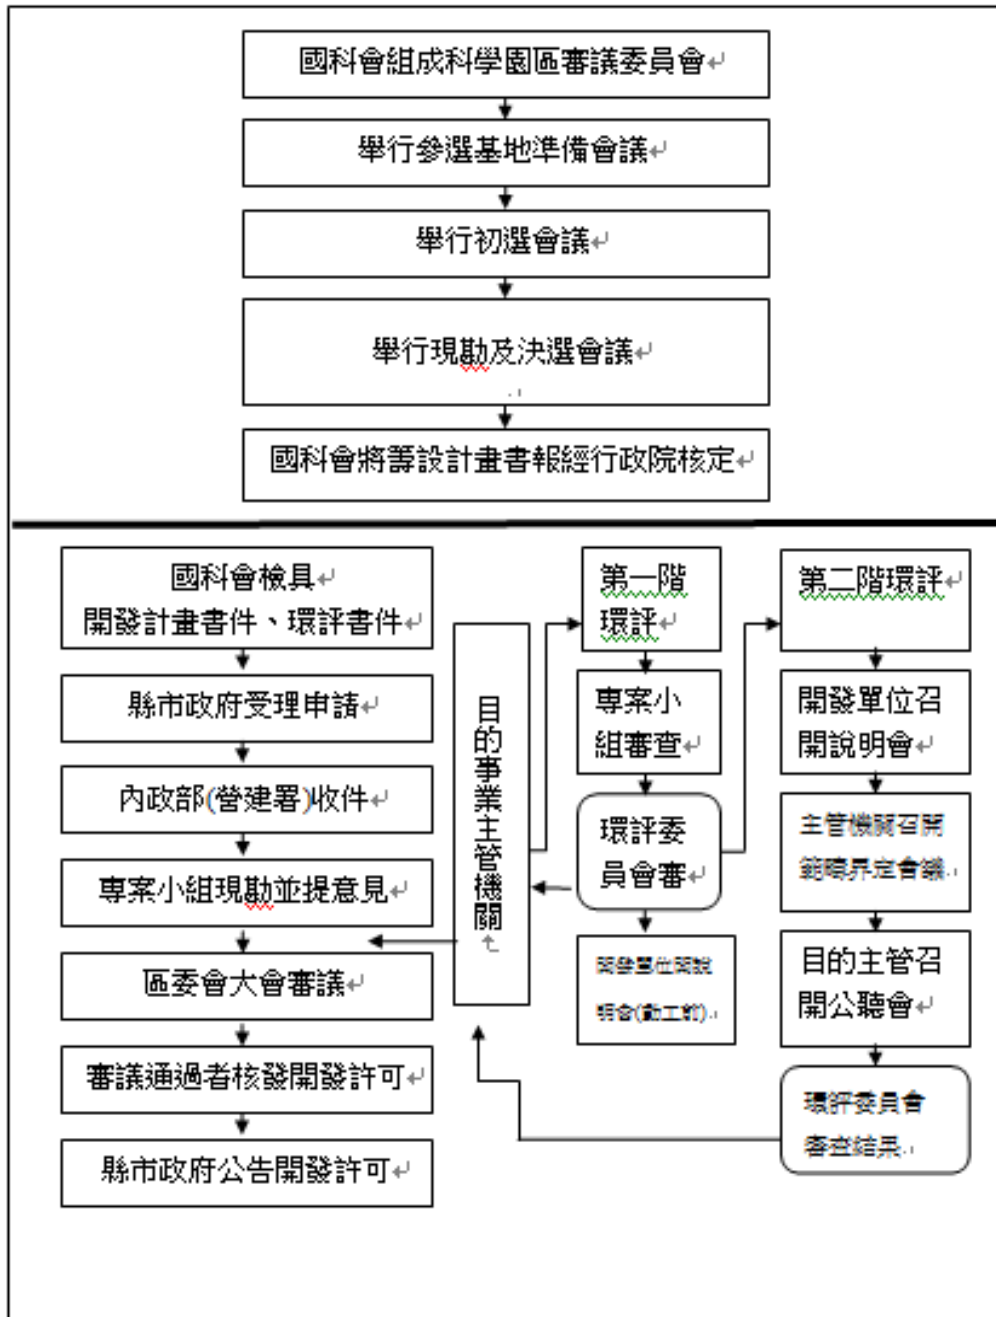 國科會組成科學園區審議委員會
舉行參選基地準備會議
舉行初選會議
舉行現勘及決選會議
國科會將籌設計畫書報經行政院核定
國科會檢具
開發計畫書件、環評書件
縣市政府受理申請
內政部(營建署)收件
專案小組現勘並提意見
區委會大會審議
審議通過者核發開發許可
縣市政府公告開發許可
目的事業主管機關
第一階
環評
專案小
組審查
環評委
員會審
開發單位開說
明會(動工前)
第二階環評
開發單位召
開說明會
主管機關召開
範疇界定會議
目的主管召
開公聽會
環評委員會
審查結果